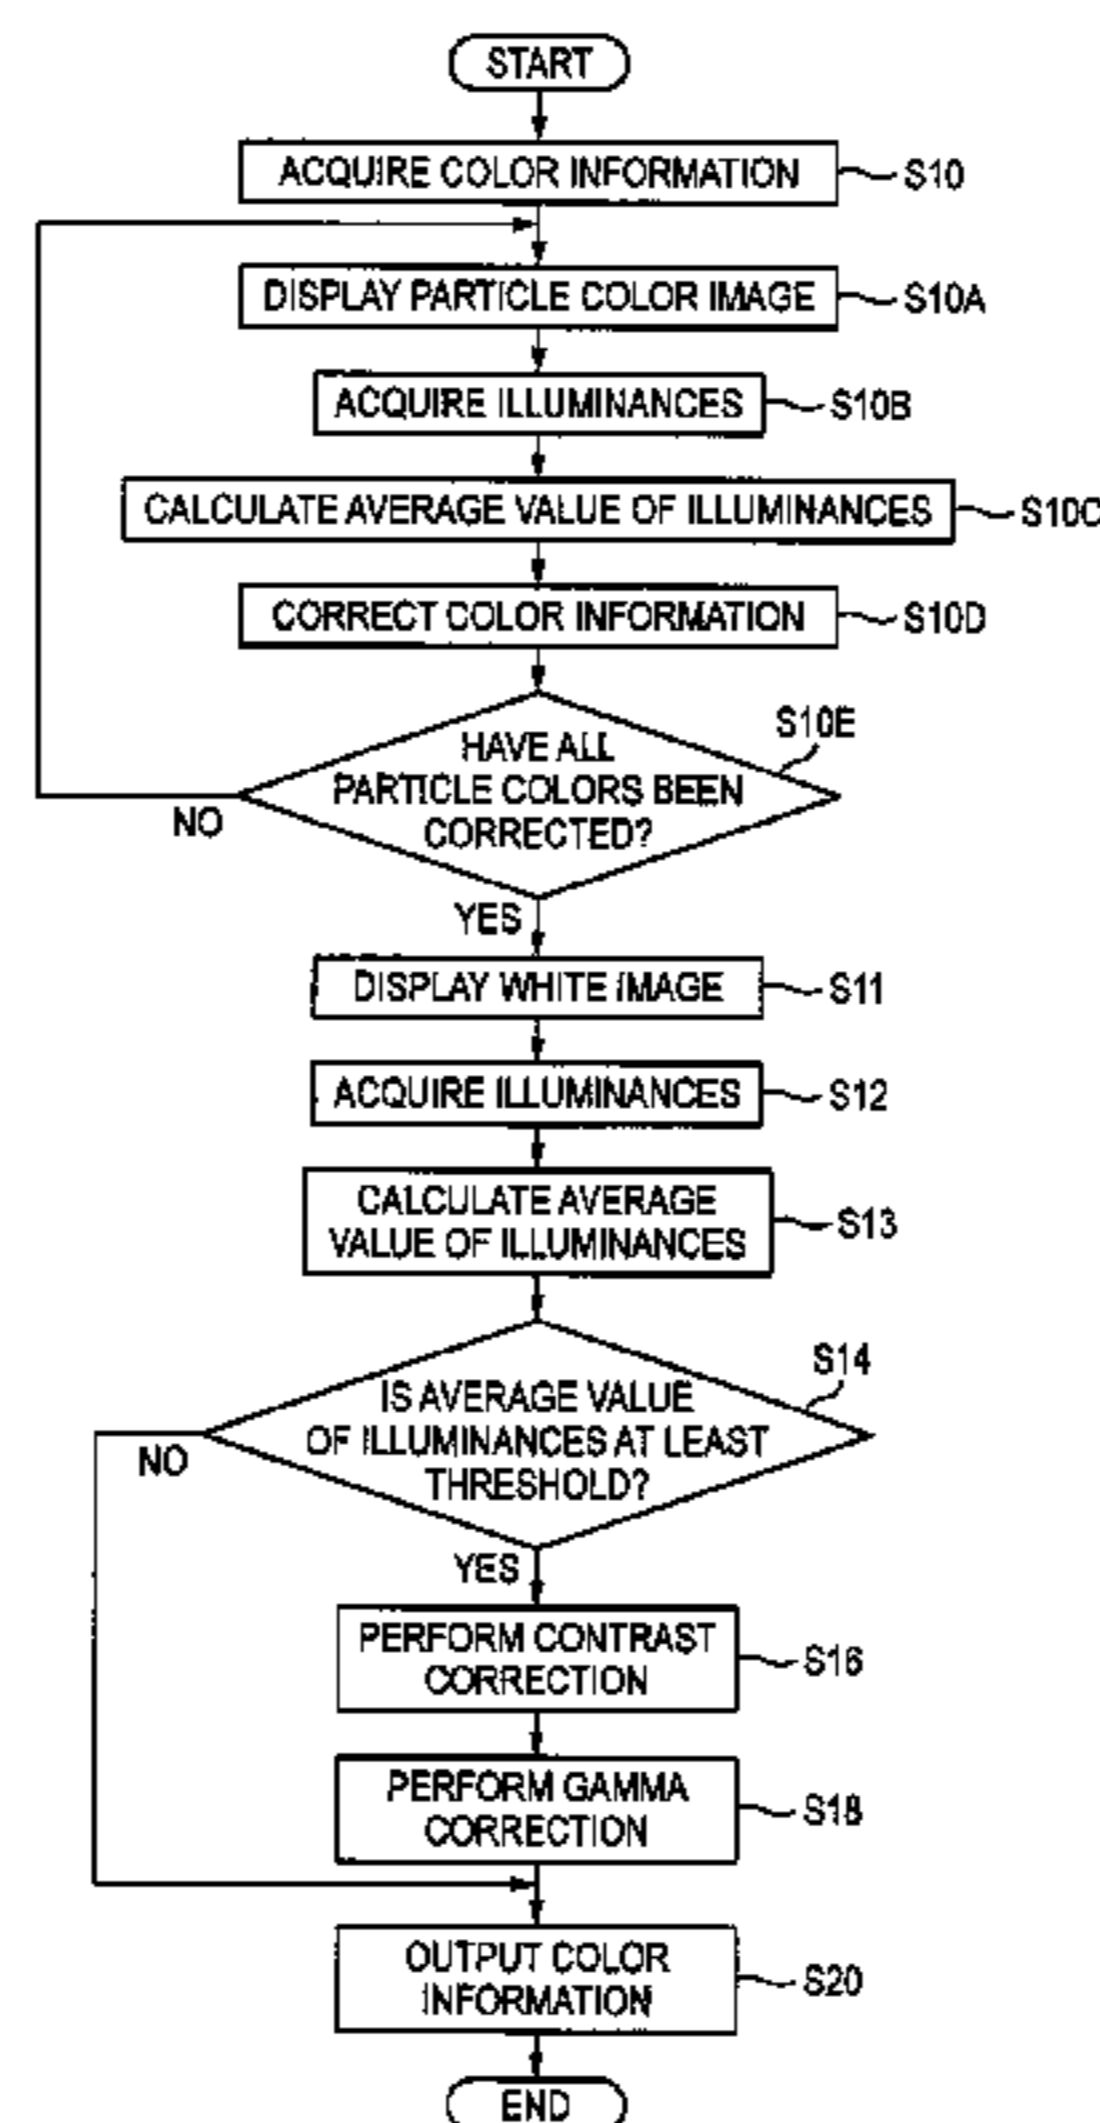 START
ACQUIRE COLOR INFORMATION
S10
DISPLAY PARTICLE COLOR IMAGE
S10A
ACQUIRE ILLUMINANCES
S10B
CALCULATE AVERAGE VALUE OF ILLUMINANCES
S10C
CORRECT COLOR INFORMATION
S10D
S10E
HAVE ALL
PARTICLE COLORS BEEN
CORRECTED?
NO
YES
DISPLAY WHITE IMAGE
S11
ACQUIRE ILLUMINANCES
S12
CALCULATE AVERAGE
VALUE OF ILLUMINANCES
S13
S14
IS AVERAGE VALUE
OF ILLUMINANCES AT LEAST
THRESHOLD?
NO
YES
PERFORM CONTRAST
CORRECTION
S16
PERFORM GAMMA
CORRECTION
S18
OUTPUT COLOR
INFORMATION
S20
END